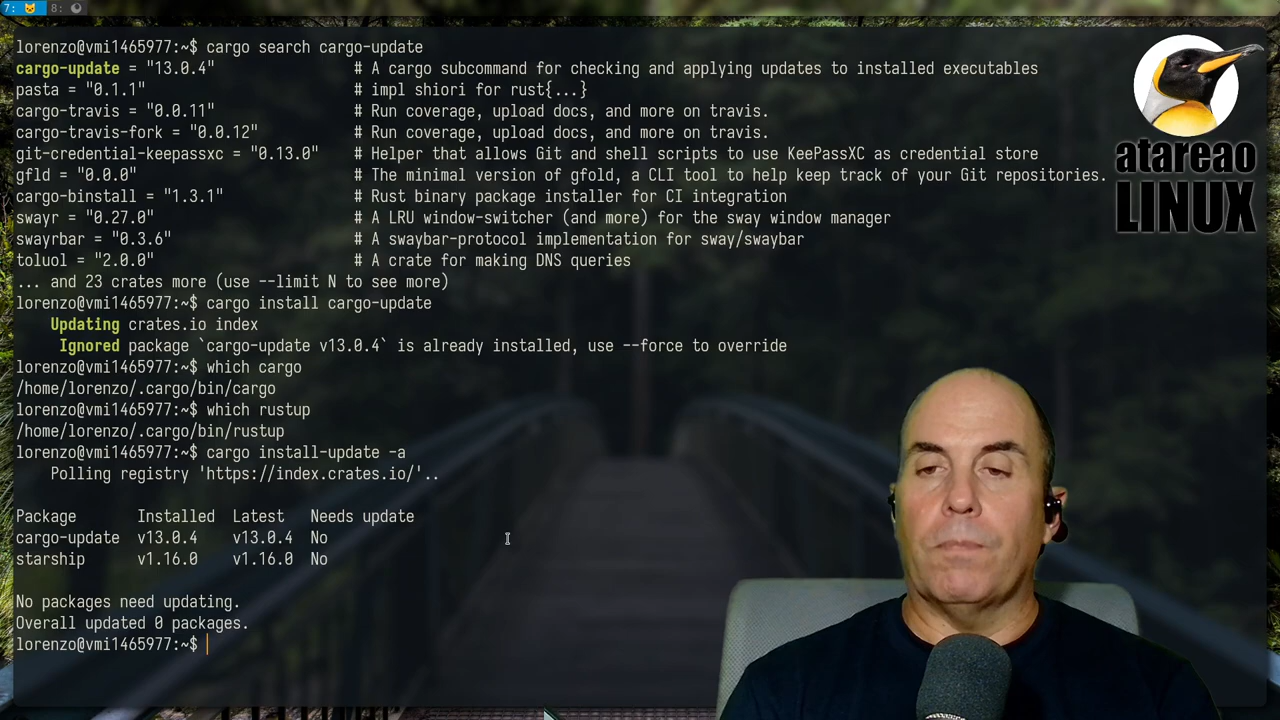 7: 8:
lorenzo@vmi1465977:~$ cargo search cargo-update
cargo-update = "13.0.4" # A cargo subcommand for checking and applying updates to installed executables
pasta = "0.1.1" # impl shiori for rust{...}
cargo-travis = "0.0.11" # Run coverage, upload docs, and more on travis.
cargo-travis-fork = "0.0.12" # Run coverage, upload docs, and more on travis.
git-credential-keepassxc = "0.13.0" # Helper that allows Git and shell scripts to use KeePassXC as credential store
gfld = "0.0.0" # The minimal version of gfold, a CLI tool to help keep track of your Git repositories.
cargo-binstall = "1.3.1" # Rust binary package installer for CI integration
swayr = "0.27.0" # A LRU window-switcher (and more) for the sway window manager
swayrbar = "0.3.6" # A swaybar-protocol implementation for sway/swaybar
toluol = "2.0.0" # A crate for making DNS queries
... and 23 crates more (use --limit N to see more)
lorenzo@vmi1465977:~$ cargo install cargo-update
Updating crates.io index
Ignored package `cargo-update v13.0.4` is already installed, use --force to override
lorenzo@vmi1465977:~$ which cargo
/home/lorenzo/.cargo/bin/cargo
lorenzo@vmi1465977:~$ which rustup
/home/lorenzo/.cargo/bin/rustup
lorenzo@vmi1465977:~$ cargo install-update -a
Polling registry 'https://index.crates.io/'..
Package Installed Latest Needs update
cargo-update v13.0.4 v13.0.4 No
starship v1.16.0 v1.16.0 No
No packages need updating.
Overall updated 0 packages.
lorenzo@vmi1465977:~$
atareao
LINUX